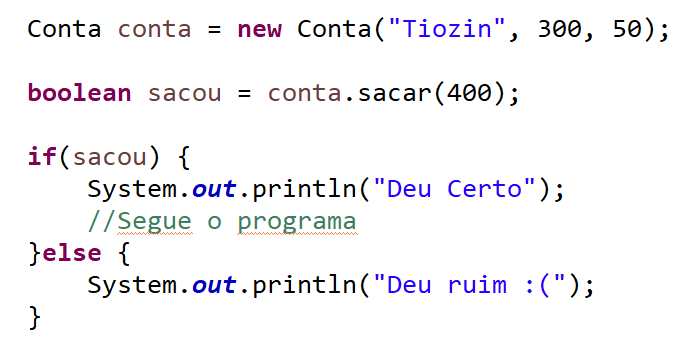 Conta conta = new Conta("Tiozin", 300, 50);
boolean sacou = conta.sacar(400);
if(sacou) {
    System.out.println("Deu Certo");
    //Segue o programa
}else {
    System.out.println("Deu ruim :(");
}